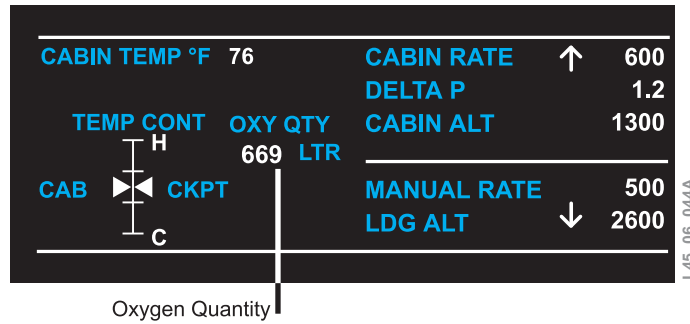 CABIN TEMP °F 76
CABIN RATE ↑ 600
DELTA P 1.2
TEMP CONT OXY QTY
CABIN ALT 1300
H
669 LTR
CAB CKPT
MANUAL RATE 500
LDG ALT ↓ 2600
C
Oxygen Quantity
L45_06_044A